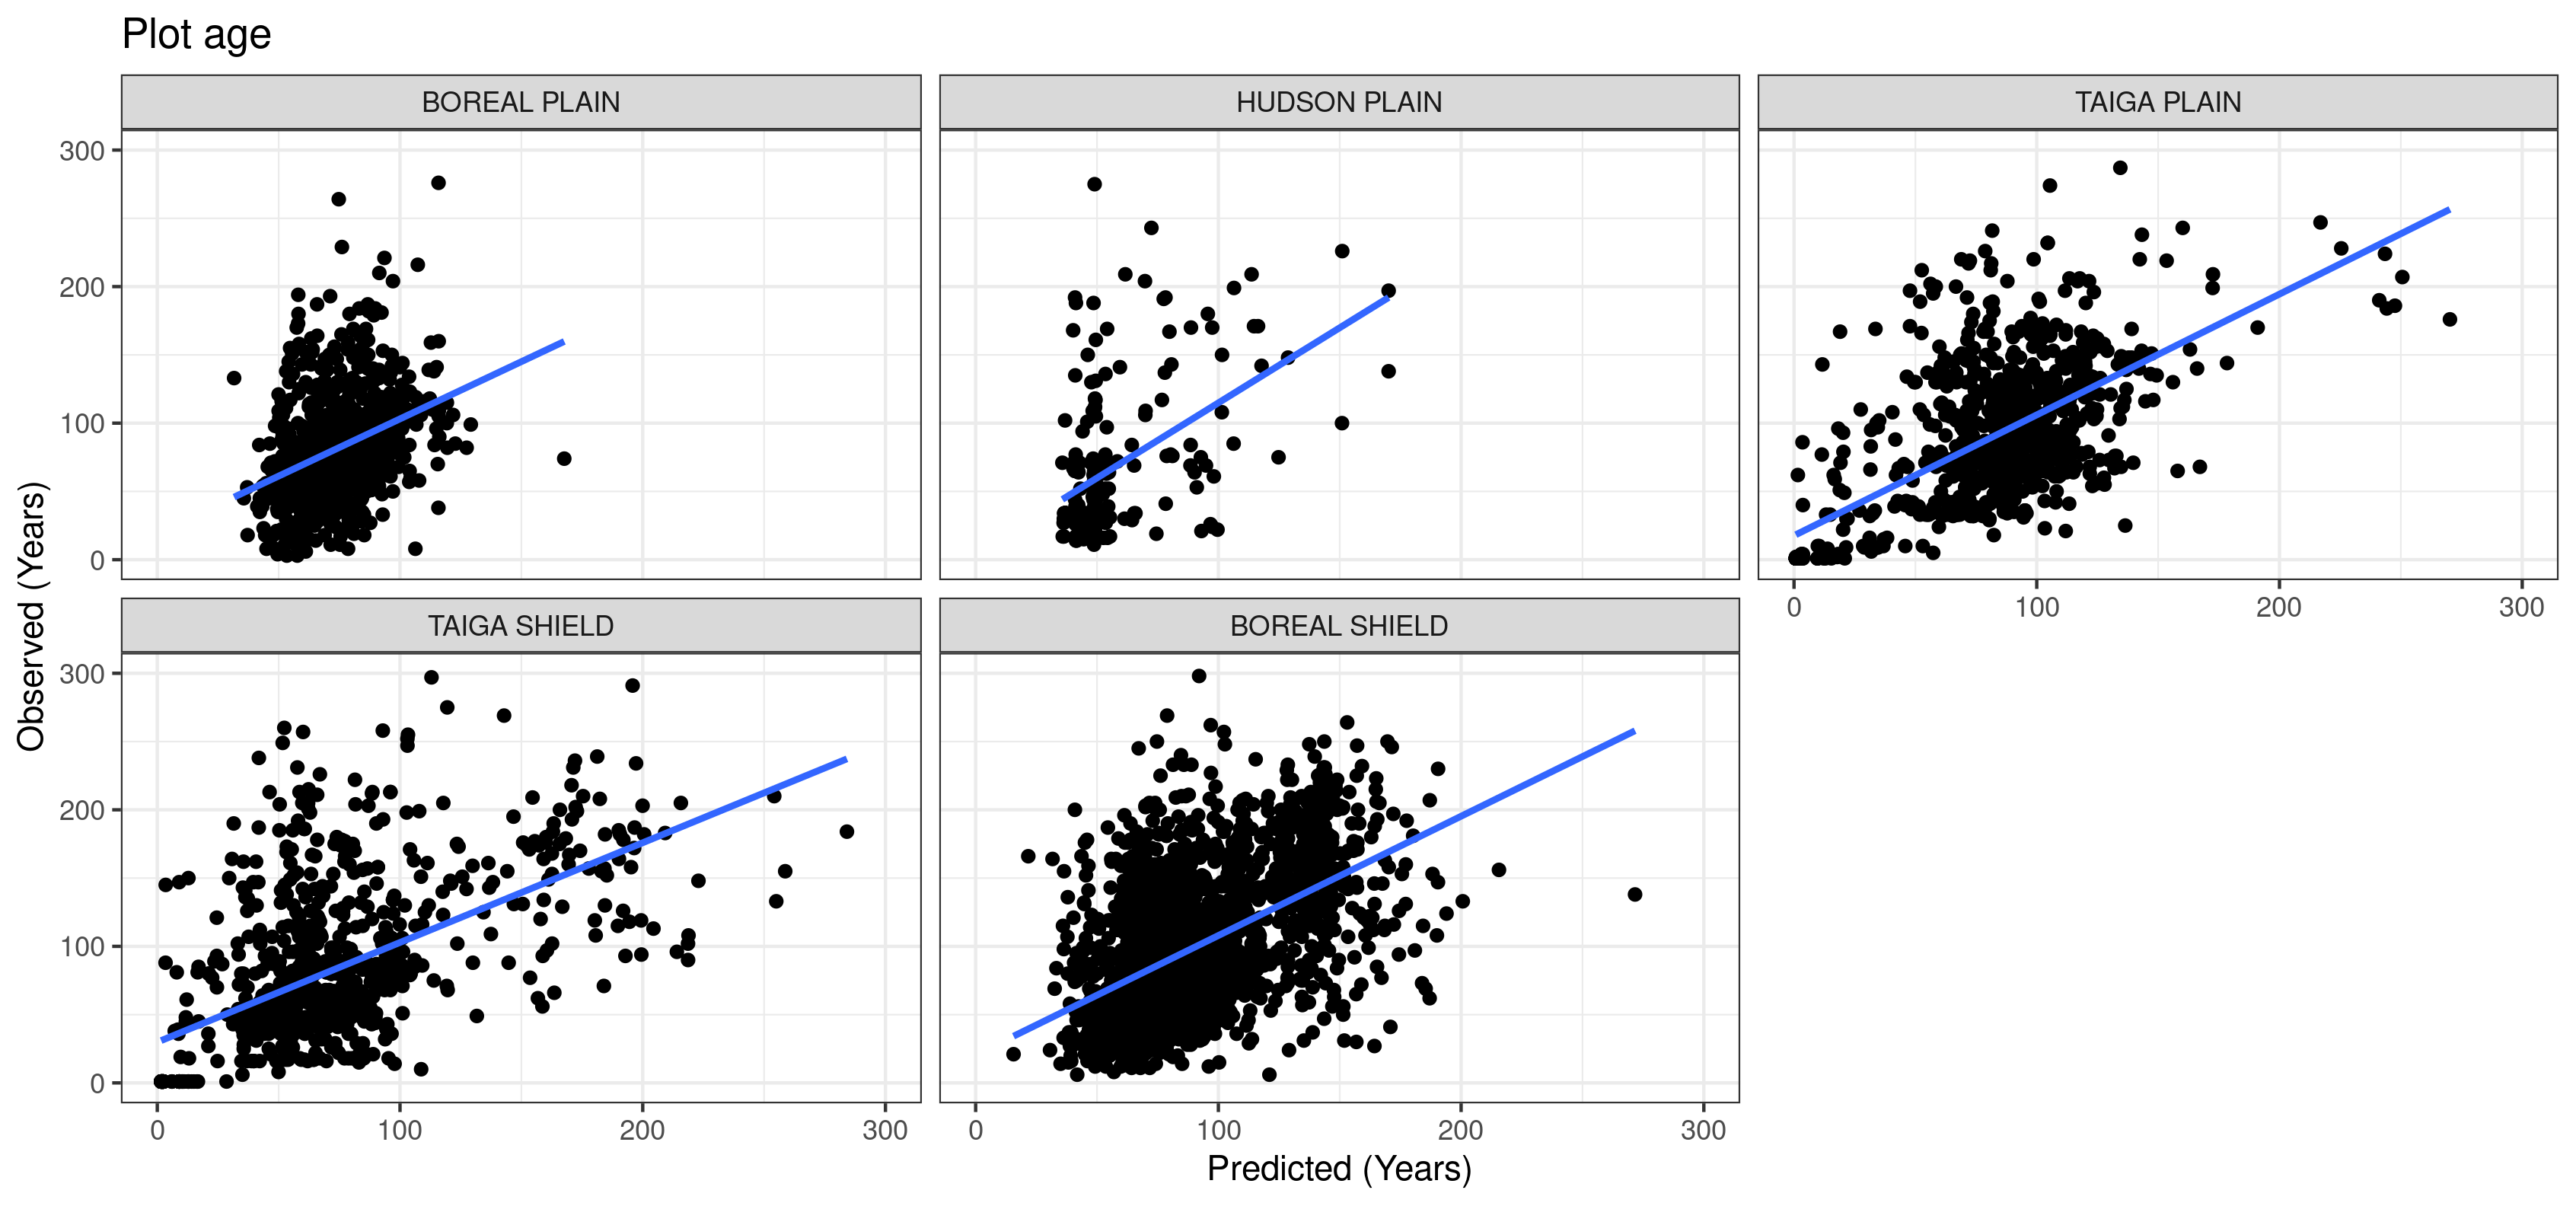 Plot age
BOREAL PLAIN
HUDSON PLAIN
TAIGA PLAIN
300
200
100
0
0 100 200 300
TAIGA SHIELD
BOREAL SHIELD
300
200
100
0
0 100 200 300
0 100 200 300
Observed (Years)
Predicted (Years)